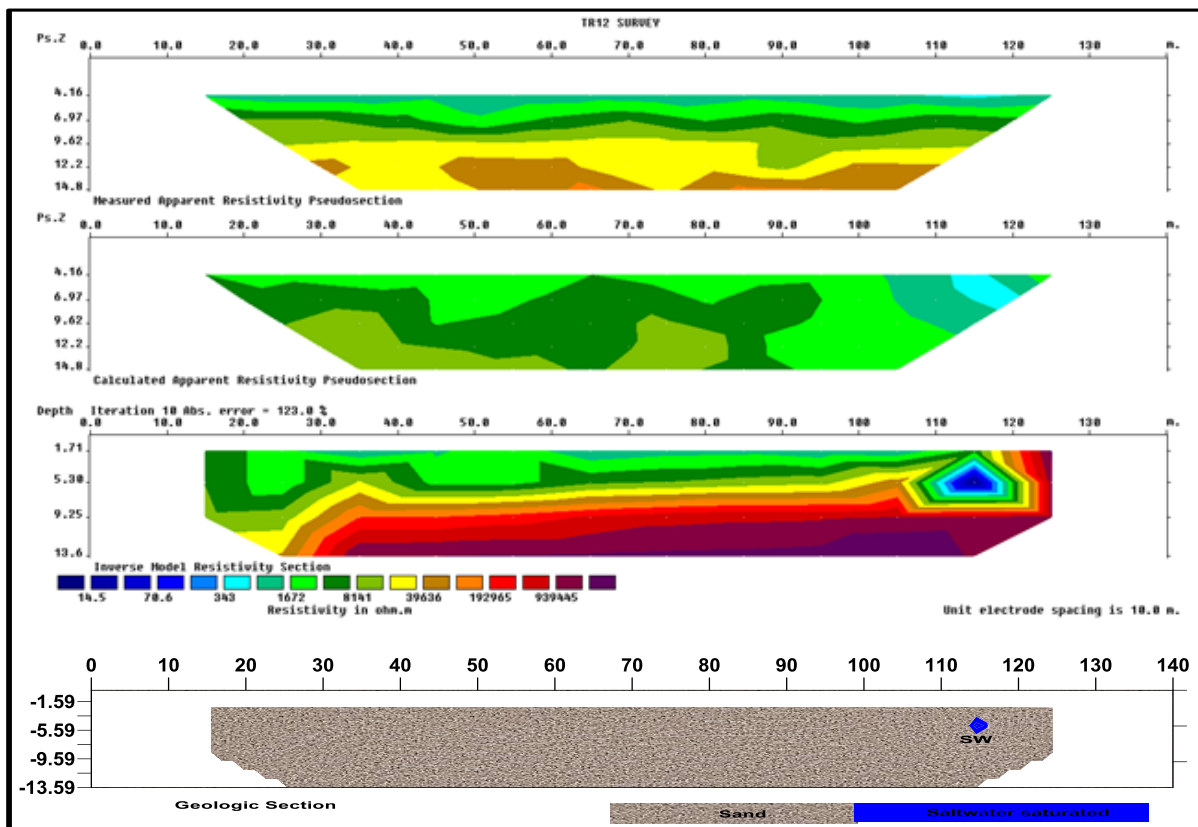 TR12 SURVEY
Ps.Z 0.0 10.0 20.0 30.0 40.0 50.0 60.0 70.0 80.0 90.0 100 110 120 130 m.
4.16
6.97
9.62
12.2
14.8
Measured Apparent Resistivity Pseudosection
Ps.Z 0.0 10.0 20.0 30.0 40.0 50.0 60.0 70.0 80.0 90.0 100 110 120 130 m.
4.16
6.97
9.62
12.2
14.8
Calculated Apparent Resistivity Pseudosection
Depth Iteration 10 Abs. error = 123.0 %
0.0 10.0 20.0 30.0 40.0 50.0 60.0 70.0 80.0 90.0 100 110 120 130 m.
1.71
5.30
9.25
13.6
Inverse Model Resistivity Section
14.5 70.6 343 1672 8141 39636 192965 939445
Resistivity in ohm.m
Unit electrode spacing is 10.0 m.
0 10 20 30 40 50 60 70 80 90 100 110 120 130 140
-1.59
-5.59
-9.59
-13.59
SW
Geologic Section
Sand
Saltwater saturated